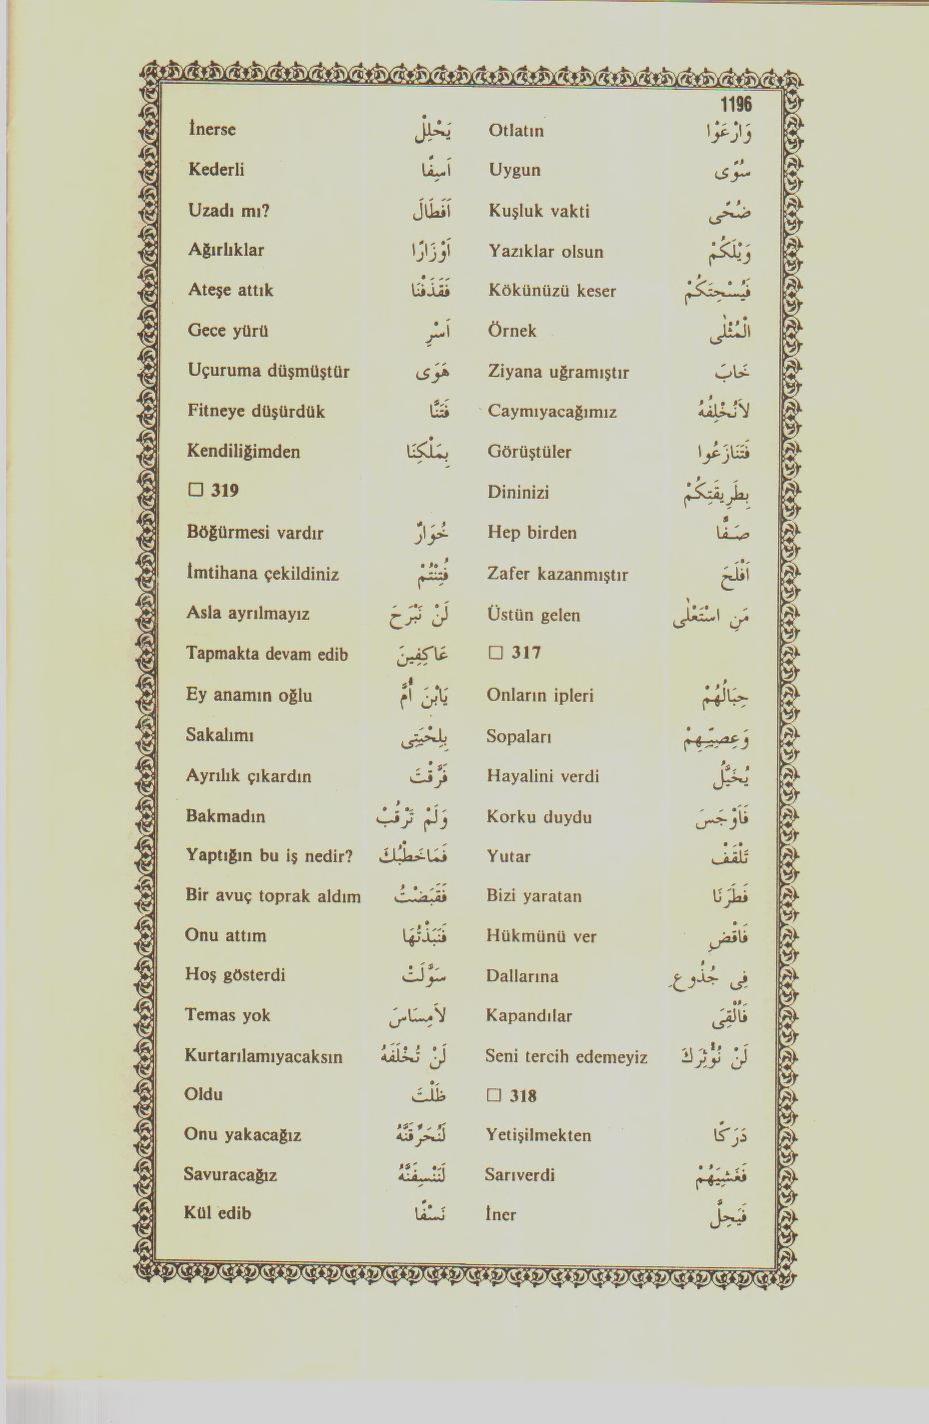 1196
Otlatın وَارْعَوْا
Uygun سُوًى
Kuşluk vakti ضُحًى
Yazıklar olsun وَيْلَكُمْ
Kökünüzü keser فَيُسْحِتَكُمْ
Örnek الْمُثْلٰى
Ziyana uğramıştır خَابَ
Caymıyacağımız لَانُخْلِفُهُ
Görüştüler فَتَنَازَعُوا
Dininizi بِطَرِيقَتِكُمْ
Hep birden صَفًّا
Zafer kazanmıştır اَفْلَحَ
Üstün gelen مَنِ اسْتَعْلٰى
□ 317
Onların ipleri حِبَالُهُمْ
Sopaları وَعِصِيُّهِمْ
Hayalini verdi يُخَيَّلُ
Korku duydu فَاَوْجَسَ
Yutar تَلْقَفْ
Bizi yaratan فَطَرَنَا
Hükmünü ver فَاقْضِ
Dallarına فِى جُذُوعِ
Kapandılar فَاُلْقِىَ
Seni tercih edemeyiz لَنْ نُؤْثِرَكَ
□ 318
Yetişilmekten دَرَكًا
Sarıverdi فَغَشِيَهُمْ
İner فَيَحِلَّ
İnerse يَحْلِلْ
Kederli اَسِفًا
Uzadı mı? اَفَطَالَ
Ağırlıklar اَوْزَارًا
Ateşe attık فَقَذَفْنَا
Gece yürü اَسْرِ
Uçuruma düşmüştür هَوٰى
Fitneye düşürdük فَتَنَّا
Kendiliğimden بِمَلْكِنَا
□ 319
Böğürmesi vardır خُوَارٌ
İmtihana çekildiniz فُتِنْتُمْ
Asla ayrılmayız لَنْ نَبْرَحَ
Tapmakta devam edib عَاكِفِينَ
Ey anamın oğlu يَابْنَ اُمَّ
Sakalımı بِلِحْيَتِى
Ayrılık çıkardın فَرَّقْتَ
Bakmadın وَلَمْ تَرْقُبْ
Yaptığın bu iş nedir? فَمَاخَطْبُكَ
Bir avuç toprak aldım فَقَبَضْتُ
Onu attım فَنَبَذْتُهَا
Hoş gösterdi سَوَّلَتْ
Temas yok لَامِسَاسَ
Kurtarılamıyacaksın لَنْ تُخْلَفَهُ
Oldu ظَلْتَ
Onu yakacağız لَنُحَرِّقَنَّهُ
Savuracağız لَنَنْسِفَنَّهُ
Kül edib نَسْفًا